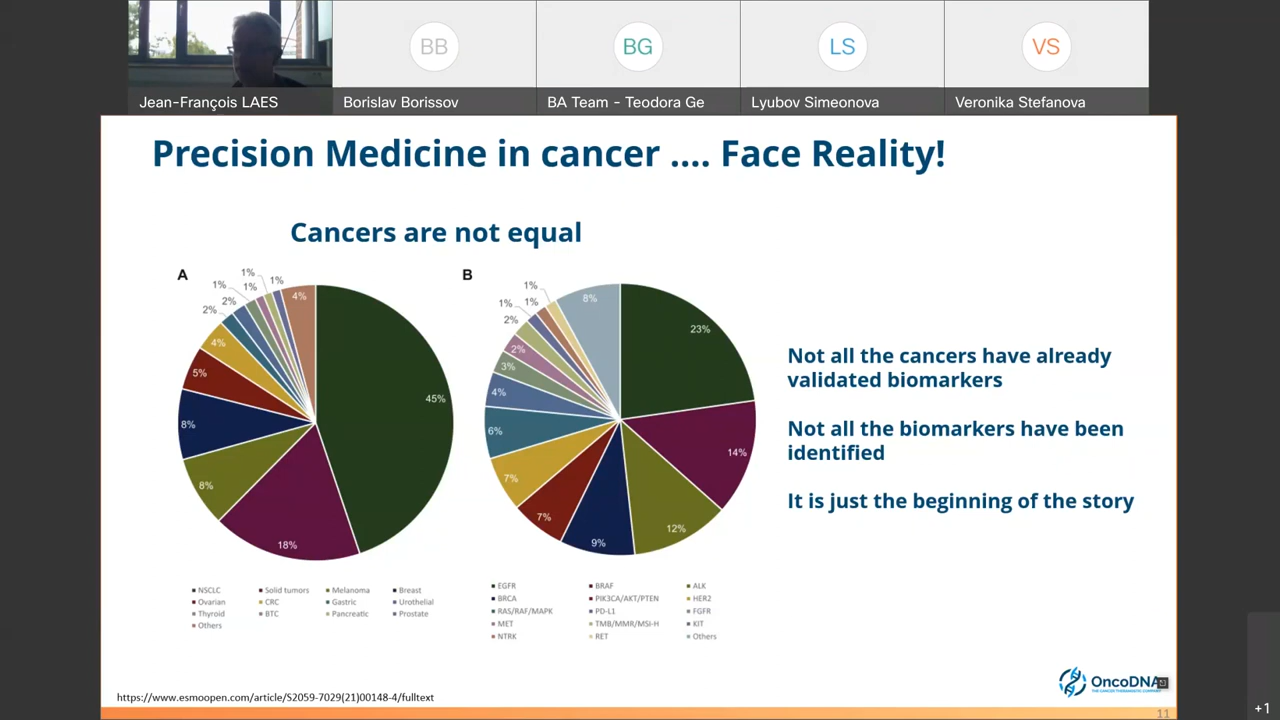 BB
BG
LS
VS
Jean-François LAES
Borislav Borissov
BA Team - Teodora Ge
Lyubov Simeonova
Veronika Stefanova
Precision Medicine in cancer .... Face Reality!
Cancers are not equal
A
1%
1%
1%
1%
2%
2%
4%
5%
8%
8%
18%
45%
4%
NSCLC
Solid tumors
Melanoma
Breast
Ovarian
CRC
Gastric
Urothelial
Thyroid
BTC
Pancreatic
Prostate
Others
B
1%
1%
1%
2%
2%
3%
4%
6%
7%
7%
9%
12%
14%
23%
8%
EGFR
BRAF
ALK
BRCA
PIK3CA/AKT/PTEN
HER2
RAS/RAF/MAPK
PD-L1
FGFR
MET
TMB/MMR/MSI-H
KIT
NTRK
RET
Others
Not all the cancers have already
validated biomarkers
Not all the biomarkers have been
identified
It is just the beginning of the story
https://www.esmoopen.com/article/S2059-7029(21)00148-4/fulltext
OncoDNA
11
+1